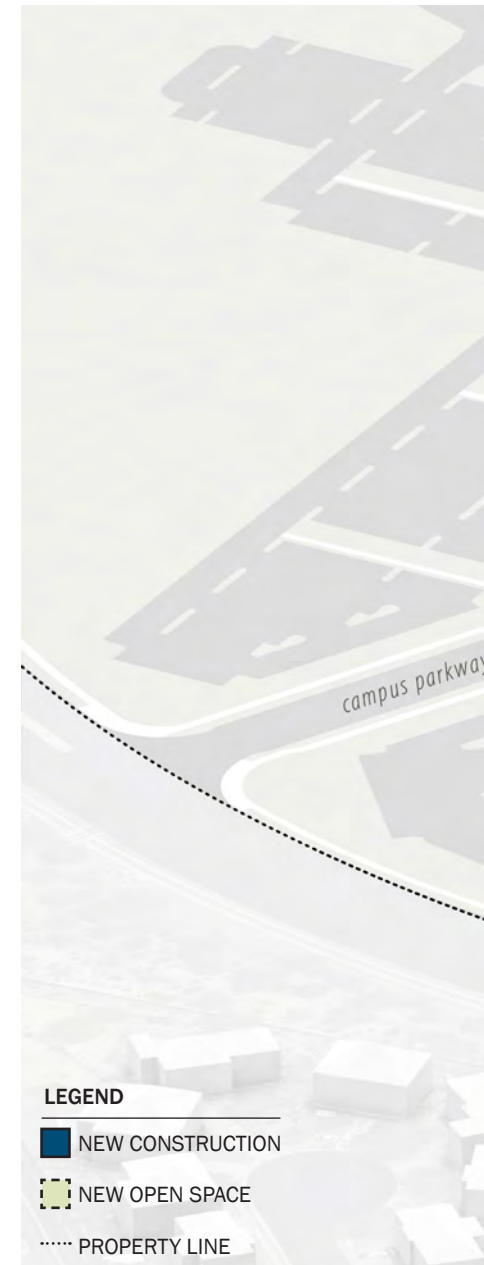 campus parkway
LEGEND
NEW CONSTRUCTION
NEW OPEN SPACE
PROPERTY LINE